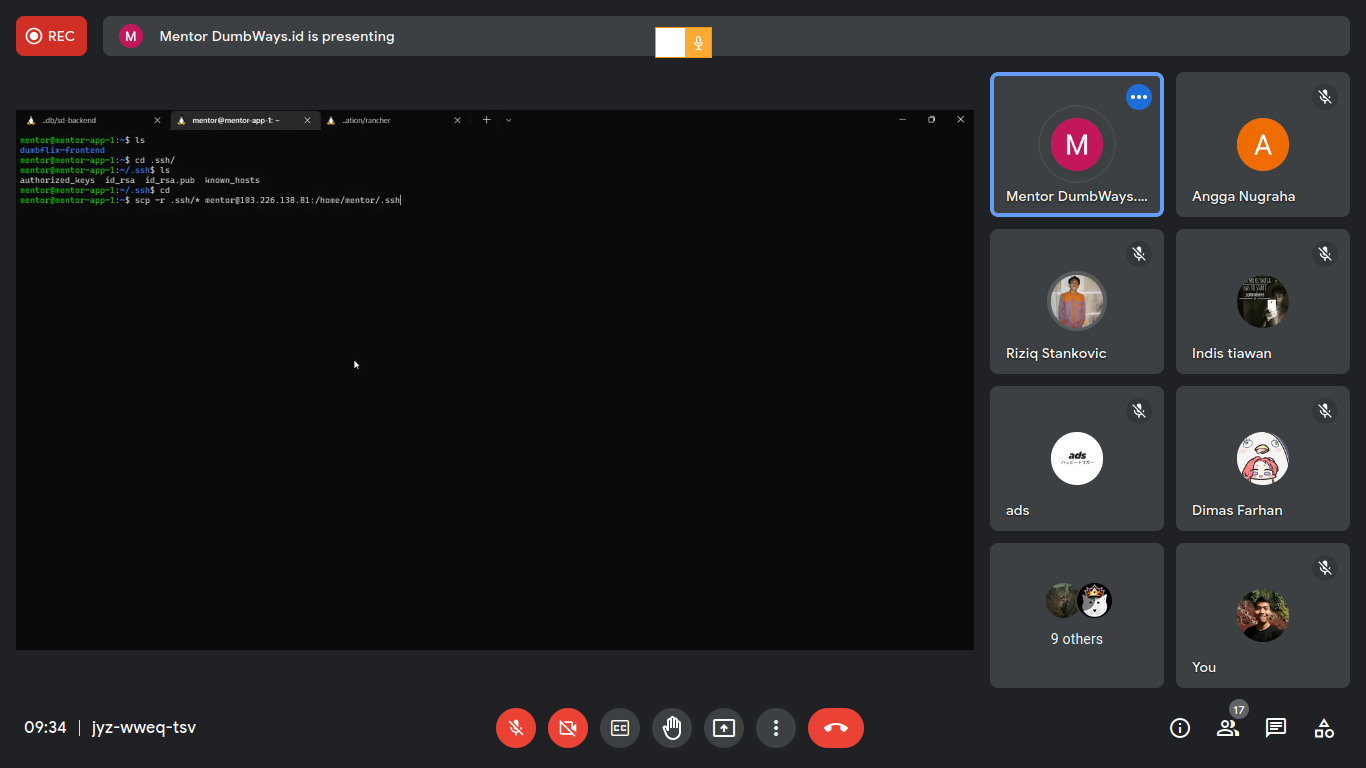 REC
M
Mentor DumbWays.id is presenting
_db/sd-backend
mentor@mentor-app-1: ~
_ation/rancher
mentor@mentor-app-1:~$ ls
dumbflix-frontend
mentor@mentor-app-1:~$ cd .ssh/
mentor@mentor-app-1:~/.ssh$ ls
authorized_keys id_rsa id_rsa.pub known_hosts
mentor@mentor-app-1:~/.ssh$ cd
mentor@mentor-app-1:~$ scp -r .ssh/* mentor@103.226.138.81:/home/mentor/.ssh
M
Mentor DumbWays....
A
Angga Nugraha
Riziq Stankovic
Indis tiawan
ads
ads
Dimas Farhan
9 others
You
09:34 | jyz-wweq-tsv
CC
17